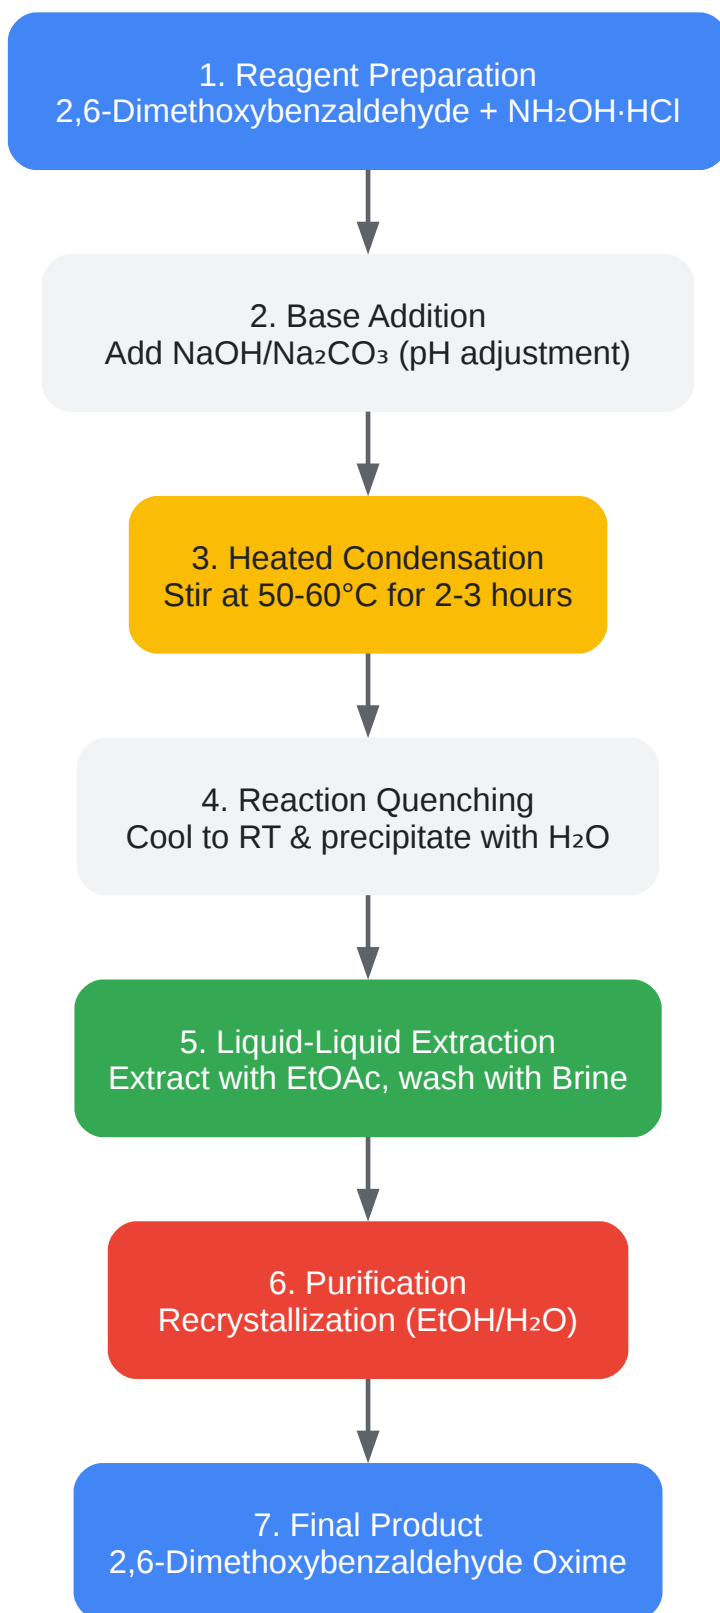 1. Reagent Preparation
2,6-Dimethoxybenzaldehyde + NH₂OH·HCl
2. Base Addition
Add NaOH/Na₂CO₃ (pH adjustment)
3. Heated Condensation
Stir at 50-60°C for 2-3 hours
4. Reaction Quenching
Cool to RT & precipitate with H₂O
5. Liquid-Liquid Extraction
Extract with EtOAc, wash with Brine
6. Purification
Recrystallization (EtOH/H₂O)
7. Final Product
2,6-Dimethoxybenzaldehyde Oxime